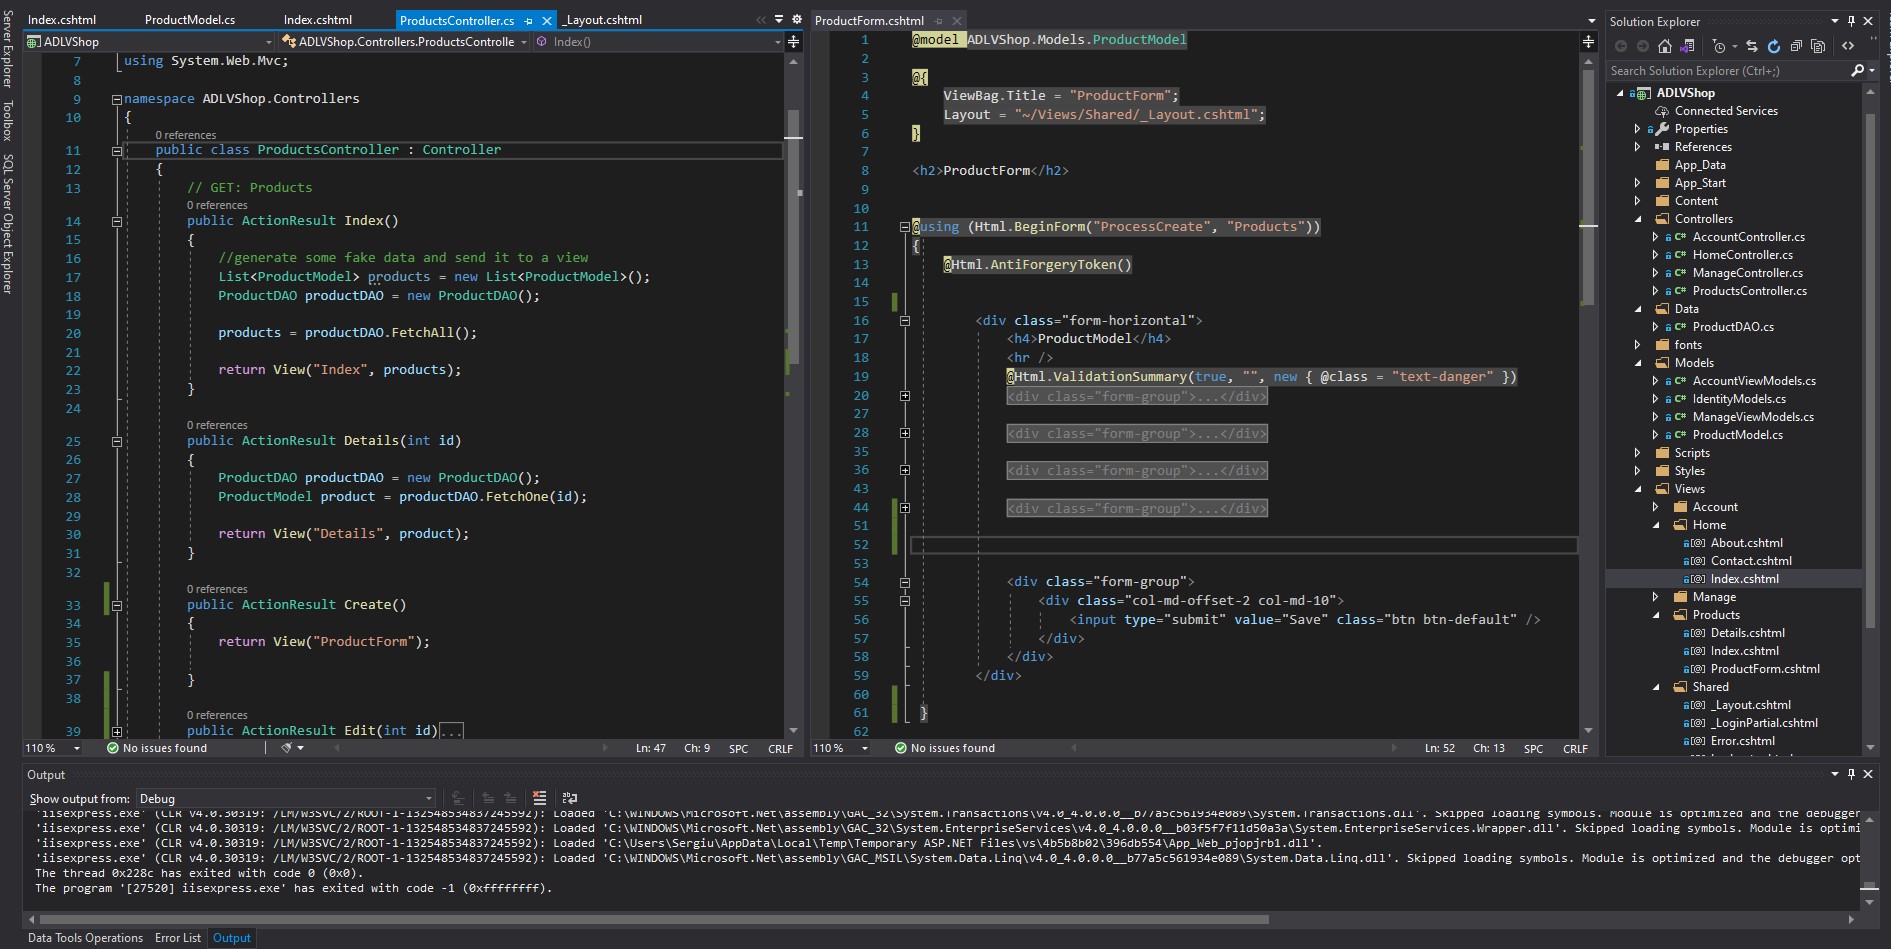 Server Explorer
Toolbox
SQL Server Object Explorer
Index.cshtml
ProductModel.cs
Index.cshtml
ProductsController.cs
_Layout.cshtml
ADLVShop
ADLVShop.Controllers.ProductsControlle
Index()
7 using System.Web.Mvc;
8
9 namespace ADLVShop.Controllers
10 {
0 references
11 public class ProductsController : Controller
12 {
13 // GET: Products
0 references
14 public ActionResult Index()
15 {
16 //generate some fake data and send it to a view
17 List<ProductModel> products = new List<ProductModel>();
18 ProductDAO productDAO = new ProductDAO();
19
20 products = productDAO.FetchAll();
21
22 return View("Index", products);
23 }
24
0 references
25 public ActionResult Details(int id)
26 {
27 ProductDAO productDAO = new ProductDAO();
28 ProductModel product = productDAO.FetchOne(id);
29
30 return View("Details", product);
31 }
32
0 references
33 public ActionResult Create()
34 {
35 return View("ProductForm");
36
37 }
38
0 references
39 public ActionResult Edit(int id)...
110 %
No issues found
Ln: 47 Ch: 9 SPC CRLF
ProductForm.cshtml
1 @model ADLVShop.Models.ProductModel
2
3 @{
4 ViewBag.Title = "ProductForm";
5 Layout = "~/Views/Shared/_Layout.cshtml";
6 }
7
8 <h2>ProductForm</h2>
9
10
11 @using (Html.BeginForm("ProcessCreate", "Products"))
12 {
13 @Html.AntiForgeryToken()
14
15
16 <div class="form-horizontal">
17 <h4>ProductModel</h4>
18 <hr />
19 @Html.ValidationSummary(true, "", new { @class = "text-danger" })
20 <div class="form-group">...</div>
27
28 <div class="form-group">...</div>
35
36 <div class="form-group">...</div>
43
44 <div class="form-group">...</div>
51
52
53
54 <div class="form-group">
55 <div class="col-md-offset-2 col-md-10">
56 <input type="submit" value="Save" class="btn btn-default" />
57 </div>
58 </div>
59 </div>
60
61 }
62
110 %
No issues found
Ln: 52 Ch: 13 SPC CRLF
Solution Explorer
Search Solution Explorer (Ctrl+;)
ADLVShop
Connected Services
Properties
References
App_Data
App_Start
Content
Controllers
C# AccountController.cs
C# HomeController.cs
C# ManageController.cs
C# ProductsController.cs
Data
C# ProductDAO.cs
fonts
Models
C# AccountViewModels.cs
C# IdentityModels.cs
C# ManageViewModels.cs
C# ProductModel.cs
Scripts
Styles
Views
Account
Home
[@] About.cshtml
[@] Contact.cshtml
[@] Index.cshtml
Manage
Products
[@] Details.cshtml
[@] Index.cshtml
[@] ProductForm.cshtml
Shared
[@] _Layout.cshtml
[@] _LoginPartial.cshtml
[@] Error.cshtml
Output
Show output from: Debug
'iisexpress.exe' (CLR v4.0.30319: /LM/W3SVC/2/ROOT-1-132548534837245592): Loaded 'C:\WINDOWS\Microsoft.Net\assembly\GAC_32\System.Transactions\v4.0_4.0.0.0__b77a5c561934e089\System.Transactions.dll'. Skipped loading symbols. Module is optimized and the debugger
'iisexpress.exe' (CLR v4.0.30319: /LM/W3SVC/2/ROOT-1-132548534837245592): Loaded 'C:\WINDOWS\Microsoft.Net\assembly\GAC_32\System.EnterpriseServices\v4.0_4.0.0.0__b03f5f7f11d50a3a\System.EnterpriseServices.Wrapper.dll'. Skipped loading symbols. Module is optimi
'iisexpress.exe' (CLR v4.0.30319: /LM/W3SVC/2/ROOT-1-132548534837245592): Loaded 'C:\Users\Sergiu\AppData\Local\Temp\Temporary ASP.NET Files\vs\4b5b8b02\396db554\App_Web_pjopjrb1.dll'.
'iisexpress.exe' (CLR v4.0.30319: /LM/W3SVC/2/ROOT-1-132548534837245592): Loaded 'C:\WINDOWS\Microsoft.Net\assembly\GAC_MSIL\System.Data.Linq\v4.0_4.0.0.0__b77a5c561934e089\System.Data.Linq.dll'. Skipped loading symbols. Module is optimized and the debugger opt
The thread 0x228c has exited with code 0 (0x0).
The program '[27520] iisexpress.exe' has exited with code -1 (0xffffffff).
Data Tools Operations
Error List
Output